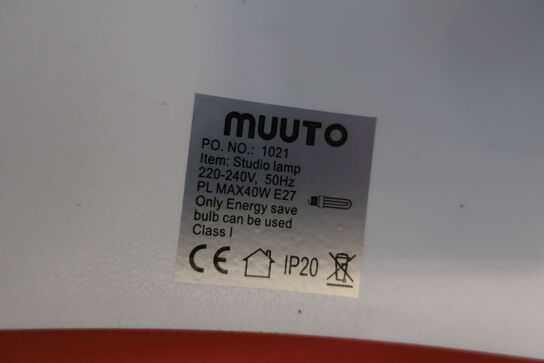 MUUTO
PO. NO.: 1021
Item: Studio lamp
220-240V, 50Hz
PL MAX40W E27
Only Energy save
bulb can be used
Class I
CE IP20